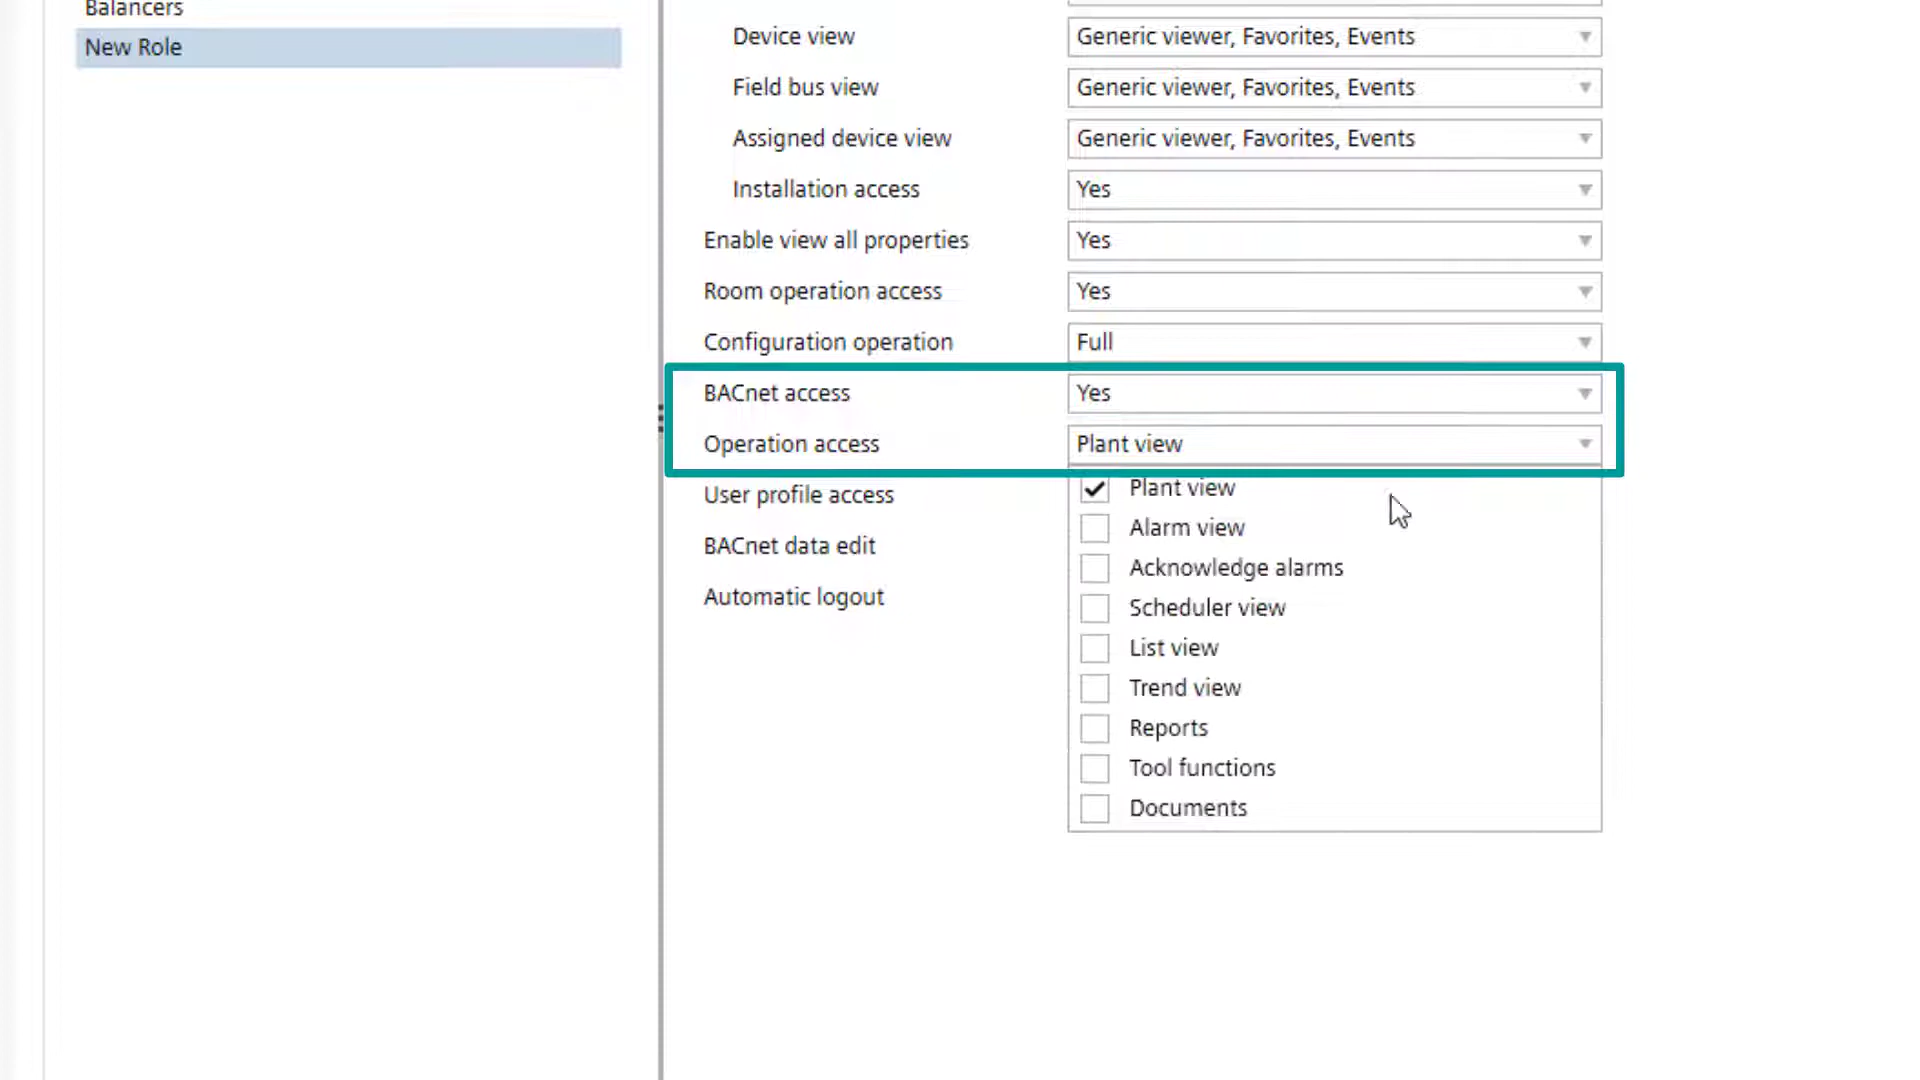 Balancers
New Role
Device view Generic viewer, Favorites, Events
Field bus view Generic viewer, Favorites, Events
Assigned device view Generic viewer, Favorites, Events
Installation access Yes
Enable view all properties Yes
Room operation access Yes
Configuration operation Full
BACnet access Yes
Operation access Plant view
User profile access
BACnet data edit
Automatic logout
Plant view
Alarm view
Acknowledge alarms
Scheduler view
List view
Trend view
Reports
Tool functions
Documents